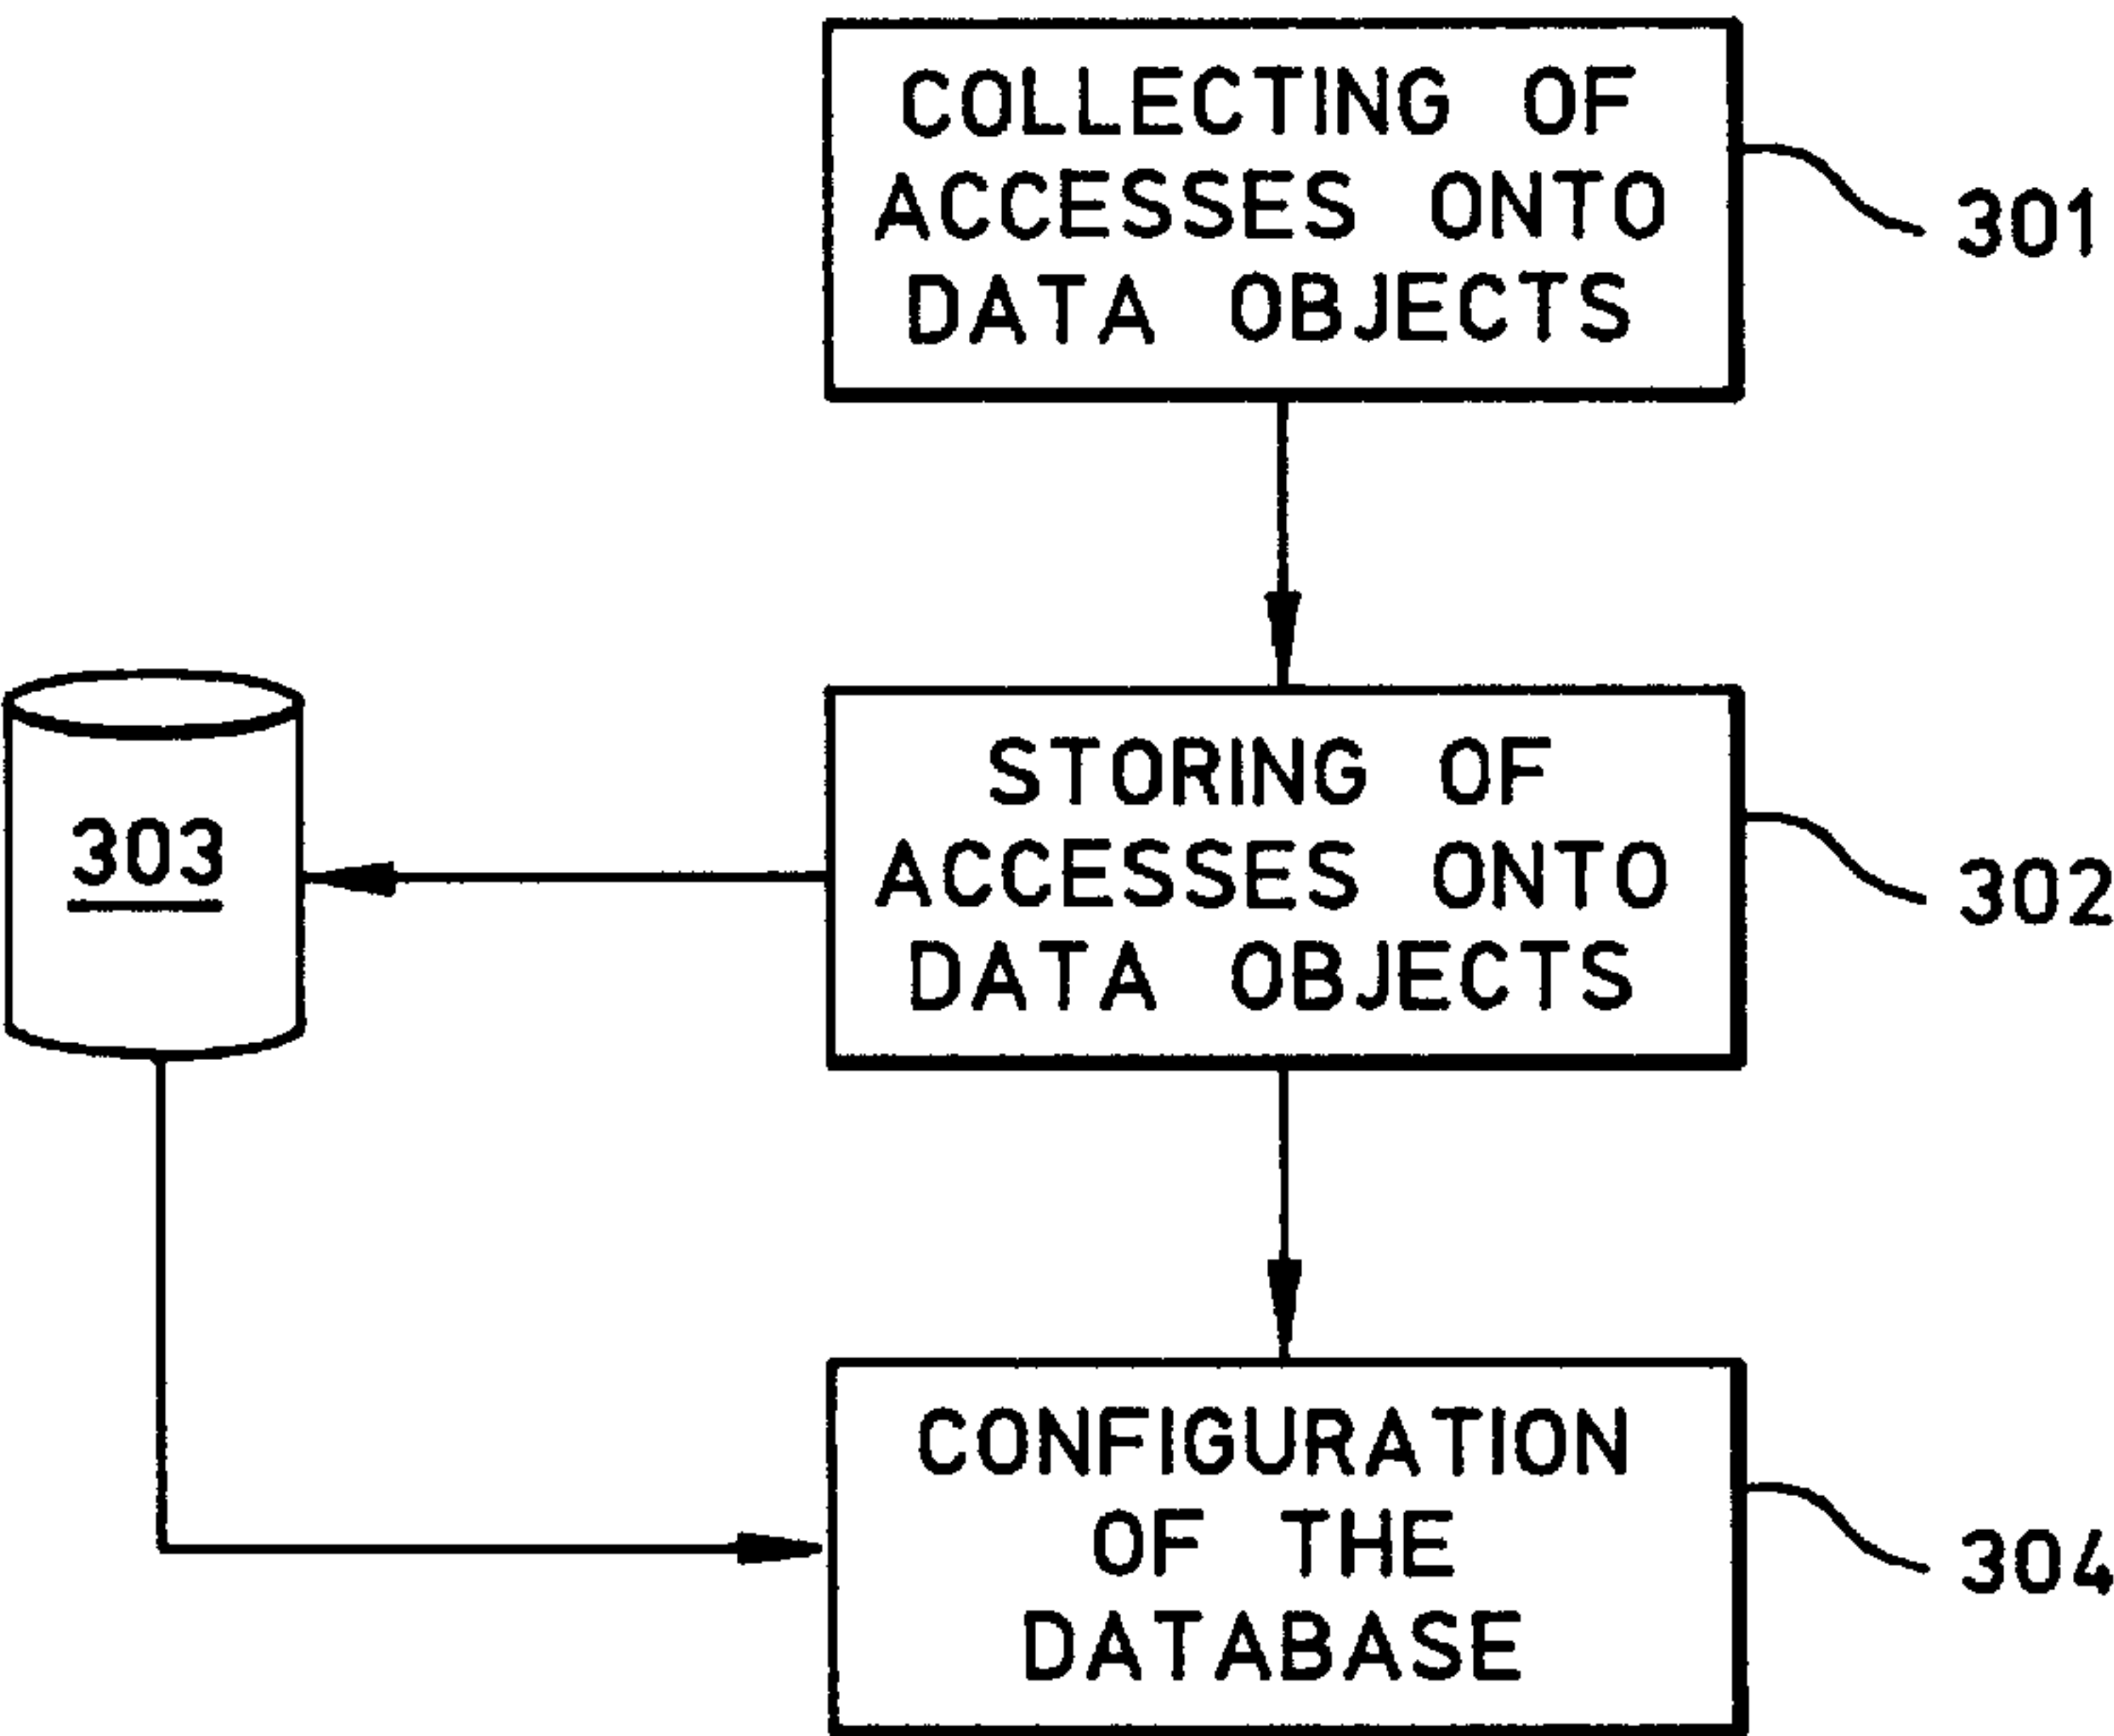 COLLECTING OF
ACCESSES ONTO
DATA OBJECTS
301
STORING OF
ACCESSES ONTO
DATA OBJECTS
302
303
CONFIGURATION
OF THE
DATABASE
304